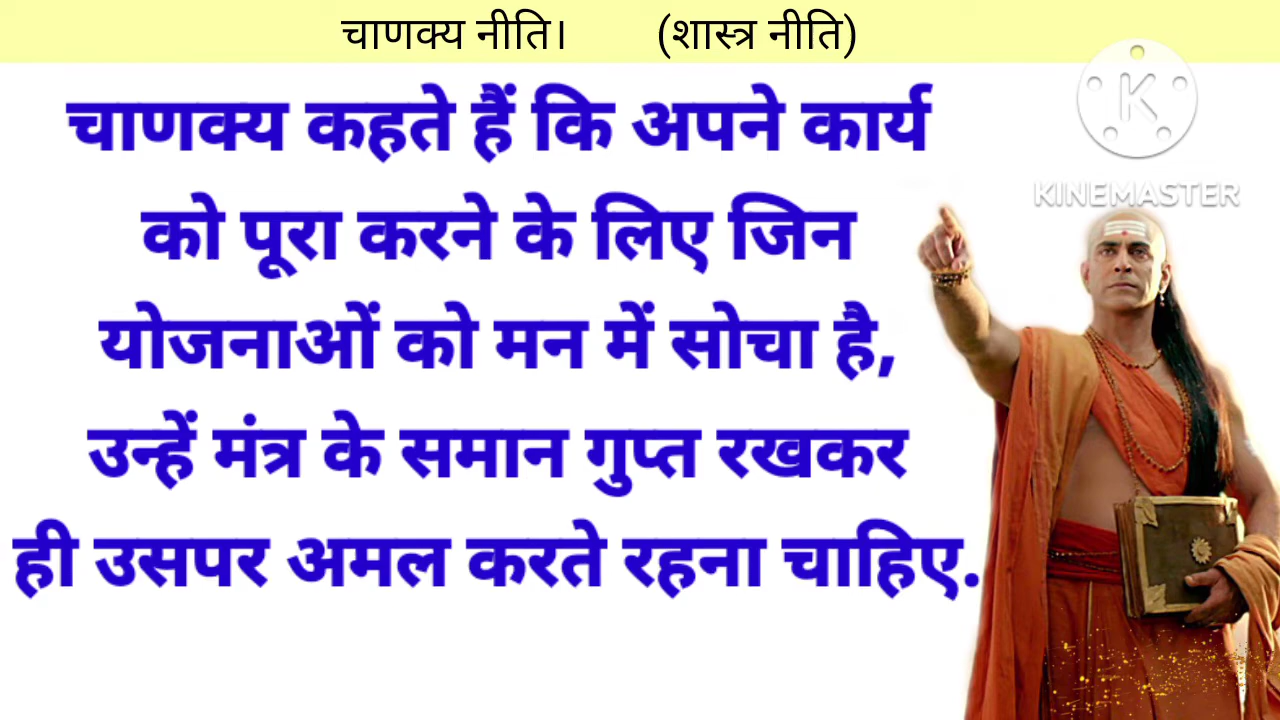 चाणक्य नीति। (शास्त्र नीति)
चाणक्य कहते हैं कि अपने कार्य
को पूरा करने के लिए जिन
योजनाओं को मन में सोचा है,
उन्हें मंत्र के समान गुप्त रखकर
ही उसपर अमल करते रहना चाहिए.
K
KINEMASTER